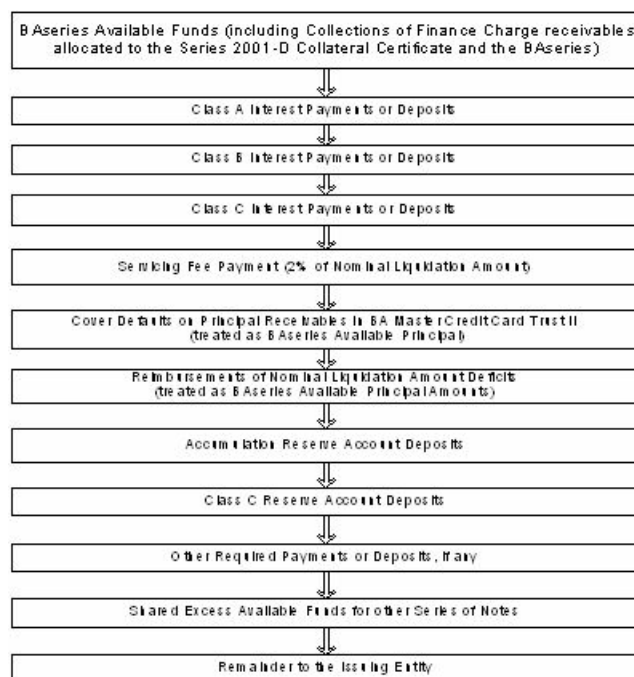 BAseries Available Funds (including Collections of Finance Charge receivables
allocated to the Series 2001-D Collateral Certificate and the BAseries)
Class A Interest Payments or Deposits
Class B Interest Payments or Deposits
Class C Interest Payments or Deposits
Servicing Fee Payment (2% of Nominal Liquidation Amount)
Cover Defaults on Principal Receivables in BA Master Credit Card Trust II
(treated as BAseries Available Principal)
Reimbursements of Nominal Liquidation Amount Deficits
(treated as BAseries Available Principal Amounts)
Accumulation Reserve Account Deposits
Class C Reserve Account Deposits
Other Required Payments or Deposits, if any
Shared Excess Available Funds for other Series of Notes
Remainder to the Issuing Entity